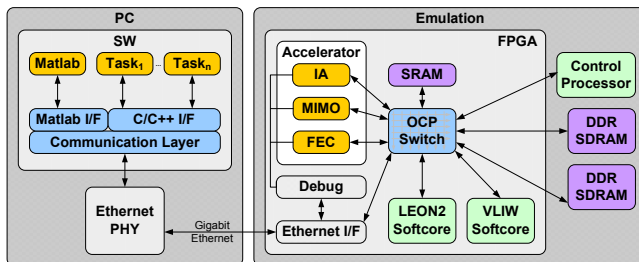 PC
SW
Matlab
Task1
...
Taskn
Matlab I/F
C/C++ I/F
Communication Layer
Ethernet
PHY
Gigabit
Ethernet
Emulation
FPGA
Accelerator
IA
MIMO
FEC
Debug
Ethernet I/F
SRAM
OCP
Switch
LEON2
Softcore
VLIW
Softcore
Control
Processor
DDR
SDRAM
DDR
SDRAM